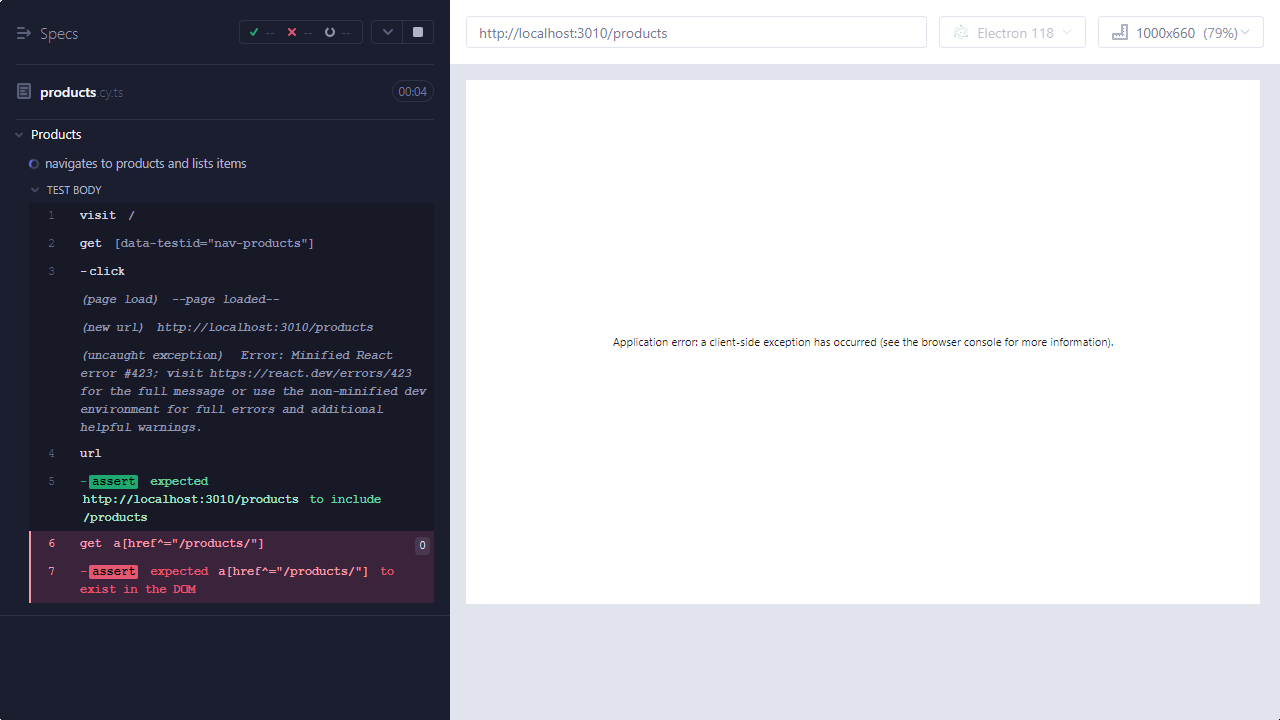 Specs
-- -- --
products.cy.ts
00:04
Products
navigates to products and lists items
TEST BODY
1 visit /
2 get [data-testid="nav-products"]
3 -click
(page load) --page loaded--
(new url) http://localhost:3010/products
(uncaught exception) Error: Minified React
error #423; visit https://react.dev/errors/423
for the full message or use the non-minified dev
environment for full errors and additional
helpful warnings.
4 url
5 -assert expected
http://localhost:3010/products to include
/products
6 get a[href^="/products/"] 0
7 -assert expected a[href^="/products/"] to
exist in the DOM
http://localhost:3010/products
Electron 118
1000x660 (79%)
Application error: a client-side exception has occurred (see the browser console for more information).